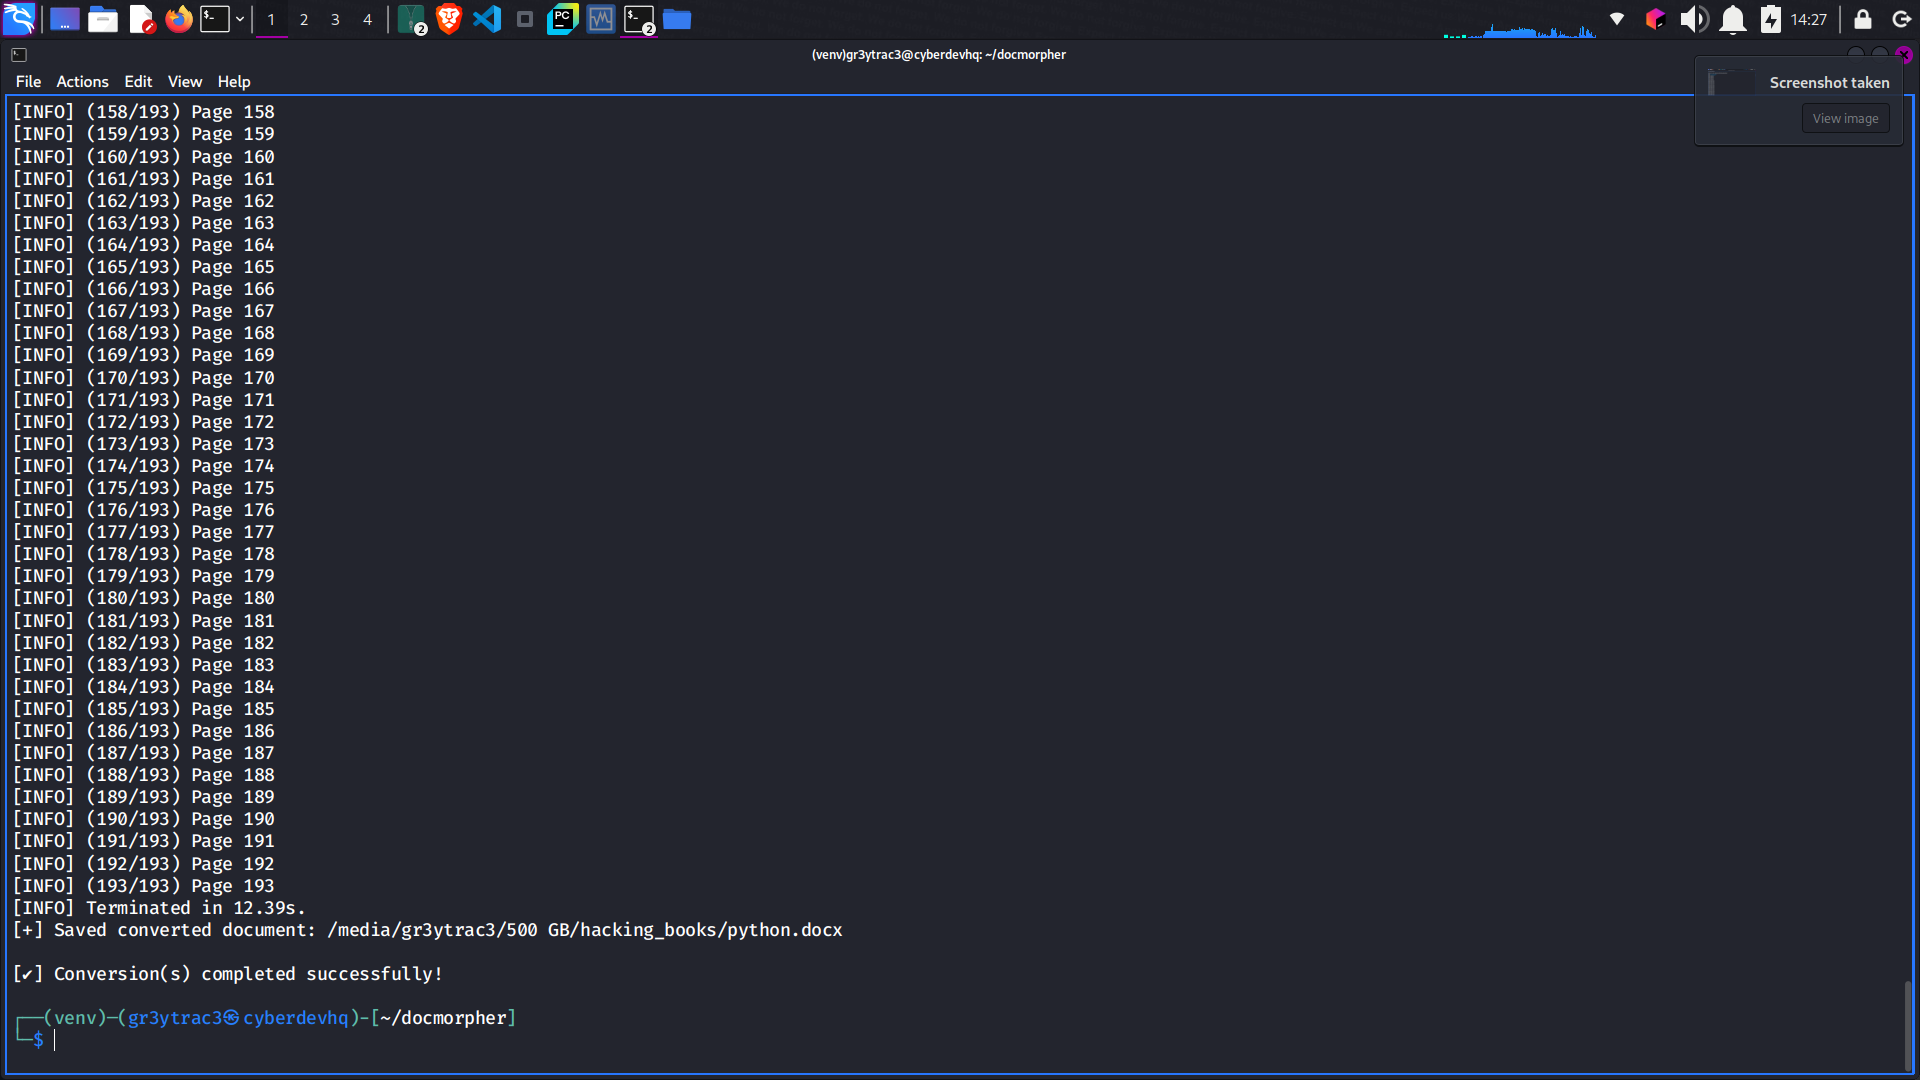 1 2 3 4 2 PC 2 14:27
(venv)gr3ytrac3@cyberdevhq: ~/docmorpher
File Actions Edit View Help
Screenshot taken
View image
[INFO] (158/193) Page 158
[INFO] (159/193) Page 159
[INFO] (160/193) Page 160
[INFO] (161/193) Page 161
[INFO] (162/193) Page 162
[INFO] (163/193) Page 163
[INFO] (164/193) Page 164
[INFO] (165/193) Page 165
[INFO] (166/193) Page 166
[INFO] (167/193) Page 167
[INFO] (168/193) Page 168
[INFO] (169/193) Page 169
[INFO] (170/193) Page 170
[INFO] (171/193) Page 171
[INFO] (172/193) Page 172
[INFO] (173/193) Page 173
[INFO] (174/193) Page 174
[INFO] (175/193) Page 175
[INFO] (176/193) Page 176
[INFO] (177/193) Page 177
[INFO] (178/193) Page 178
[INFO] (179/193) Page 179
[INFO] (180/193) Page 180
[INFO] (181/193) Page 181
[INFO] (182/193) Page 182
[INFO] (183/193) Page 183
[INFO] (184/193) Page 184
[INFO] (185/193) Page 185
[INFO] (186/193) Page 186
[INFO] (187/193) Page 187
[INFO] (188/193) Page 188
[INFO] (189/193) Page 189
[INFO] (190/193) Page 190
[INFO] (191/193) Page 191
[INFO] (192/193) Page 192
[INFO] (193/193) Page 193
[INFO] Terminated in 12.39s.
[+] Saved converted document: /media/gr3ytrac3/500 GB/hacking_books/python.docx
[✔] Conversion(s) completed successfully!
┌──(venv)─(gr3ytrac3㉿cyberdevhq)-[~/docmorpher]
└─$